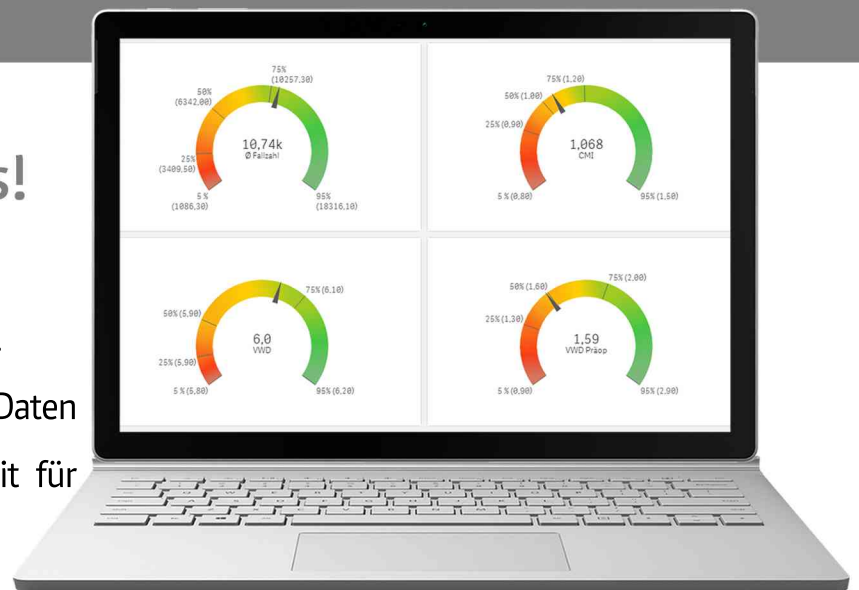 s!
Daten
it für
75%
(10257,30)
50%
(6342,00)
10,74k
Ø Fallzahl
25%
(3409,50)
5 %
(1086,30)
95%
(18316,10)
75% (1,20)
50% (1,00)
25% (0,90)
1,068
CMI
5 % (0,80)
95% (1,50)
75% (6,10)
50% (5,90)
6,0
VWD
25% (5,90)
5 % (5,80)
95% (6,20)
75% (2,00)
50% (1,60)
25% (1,30)
1,59
VWD Präop
5 % (0,90)
95% (2,90)